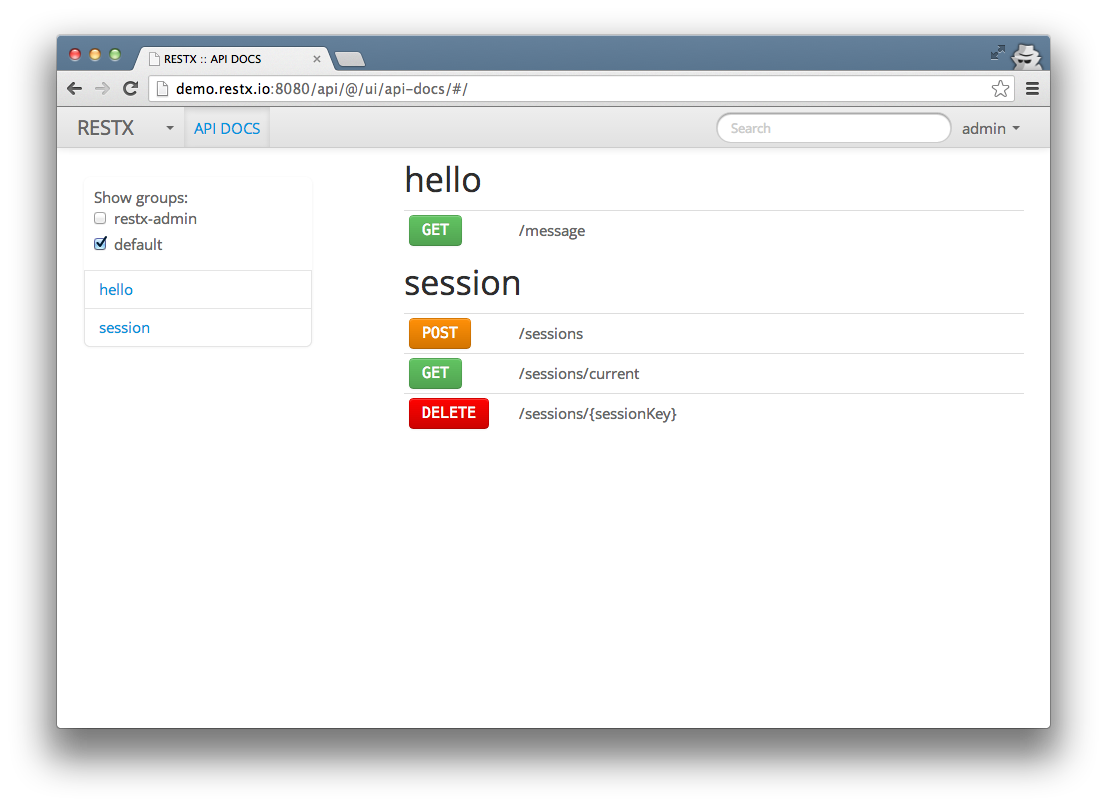 RESTX :: API DOCS
demo.restx.io:8080/api/@/ui/api-docs/#/
RESTX API DOCS Search admin
Show groups:
restx-admin
default
hello
session
hello
GET /message
session
POST /sessions
GET /sessions/current
DELETE /sessions/{sessionKey}